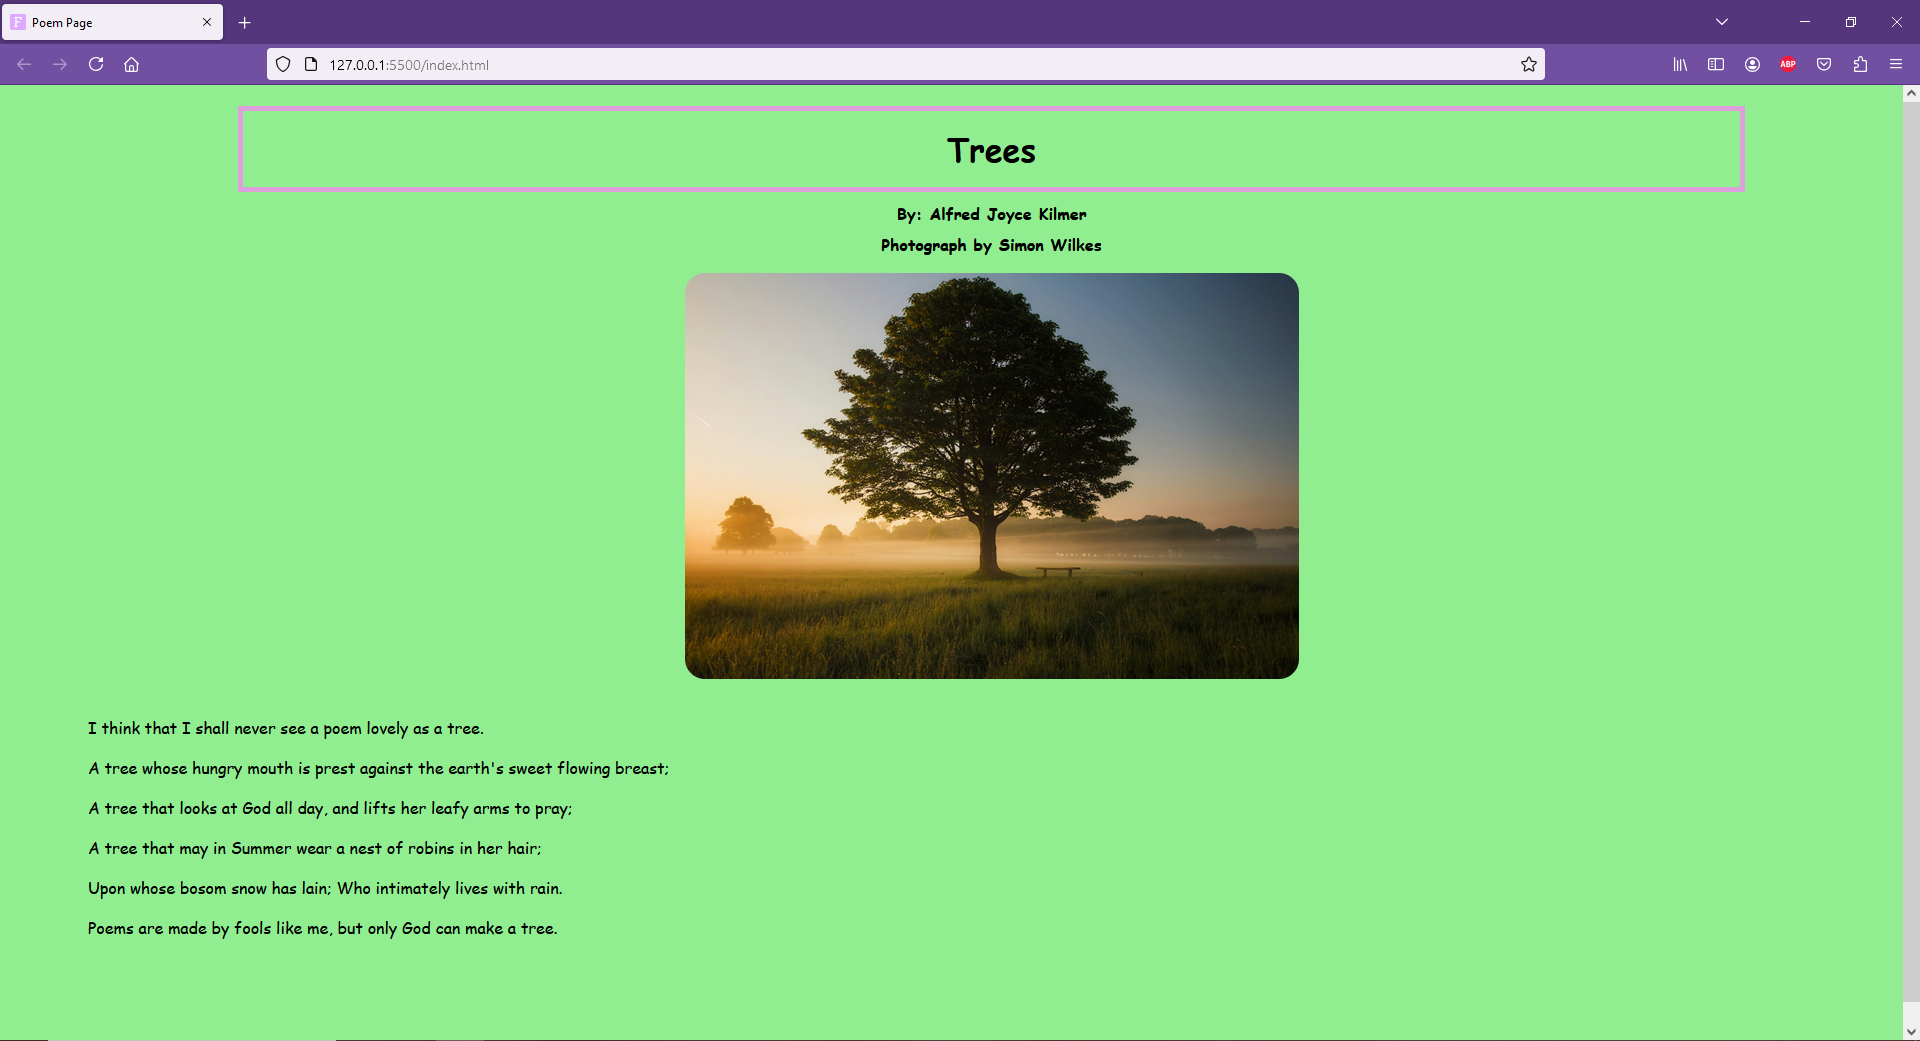 F Poem Page
127.0.0.1:5500/index.html
ABP
Trees
By: Alfred Joyce Kilmer
Photograph by Simon Wilkes
I think that I shall never see a poem lovely as a tree.
A tree whose hungry mouth is prest against the earth's sweet flowing breast;
A tree that looks at God all day, and lifts her leafy arms to pray;
A tree that may in Summer wear a nest of robins in her hair;
Upon whose bosom snow has lain; Who intimately lives with rain.
Poems are made by fools like me, but only God can make a tree.